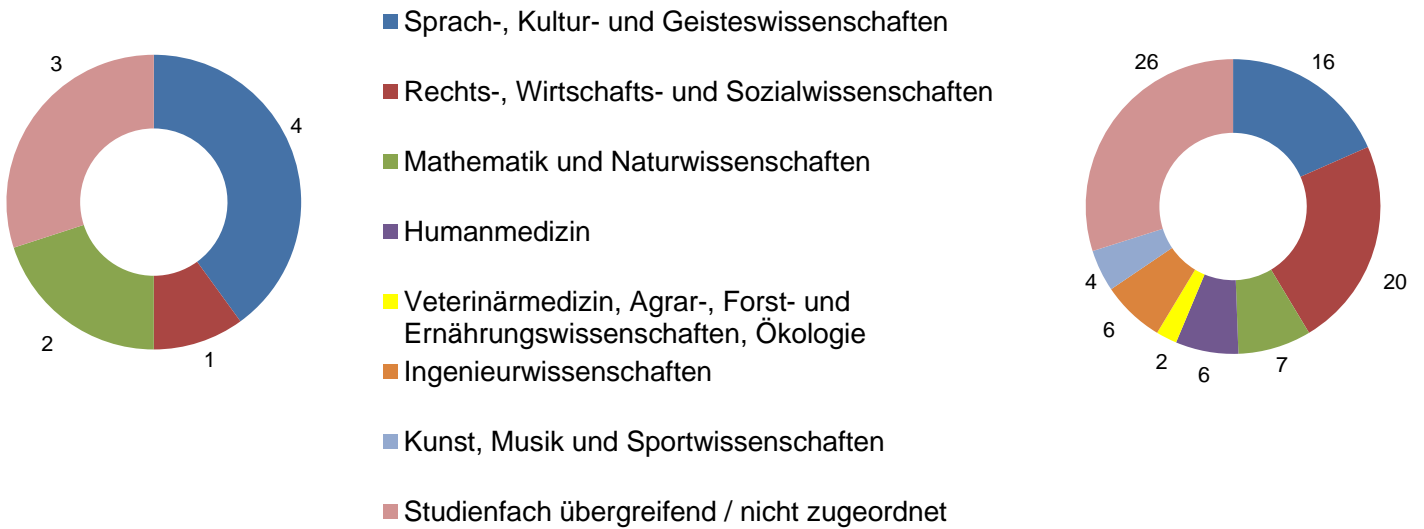 3
4
2
1
Sprach-, Kultur- und Geisteswissenschaften
Rechts-, Wirtschafts- und Sozialwissenschaften
Mathematik und Naturwissenschaften
Humanmedizin
Veterinärmedizin, Agrar-, Forst- und
Ernährungswissenschaften, Ökologie
Ingenieurwissenschaften
Kunst, Musik und Sportwissenschaften
Studienfach übergreifend / nicht zugeordnet
26
16
20
4
6
2
6
7